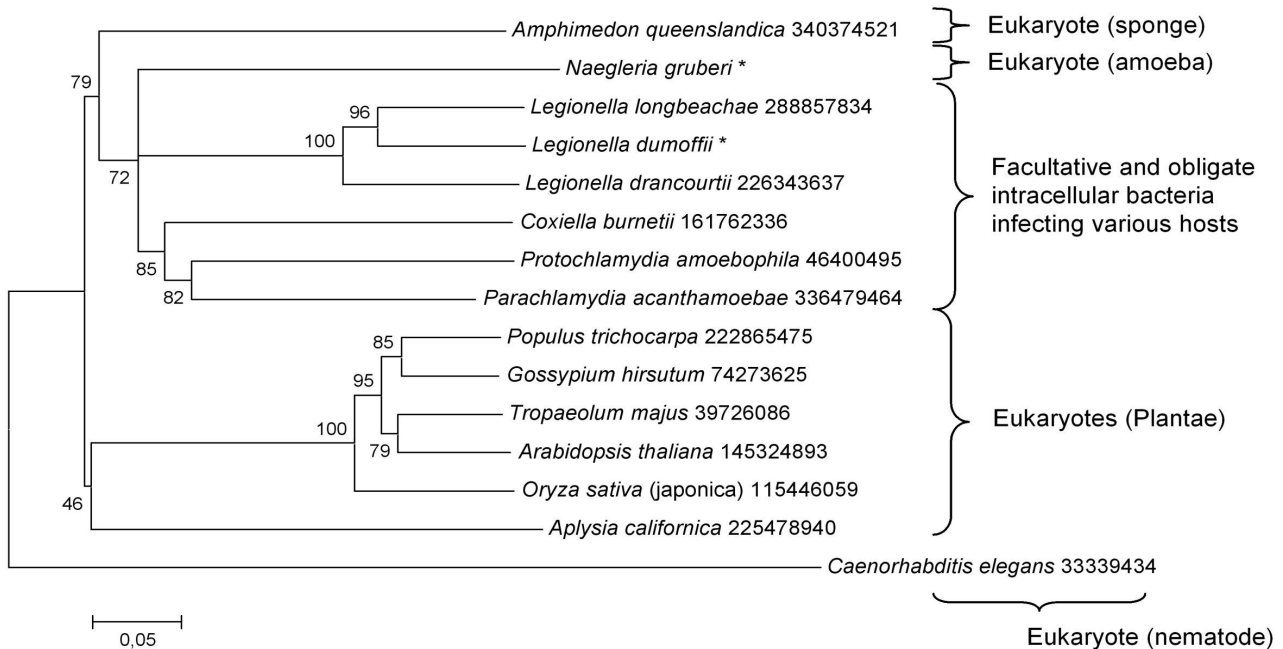 Amphimedon queenslandica 340374521
Eukaryote (sponge)
79
Naegleria gruberi *
Eukaryote (amoeba)
Legionella longbeachae 288857834
96
100
Legionella dumoffii *
72
Legionella drancourtii 226343637
Facultative and obligate
intracellular bacteria
infecting various hosts
Coxiella burnetii 161762336
85
Protochlamydia amoebophila 46400495
82
Parachlamydia acanthamoebae 336479464
Populus trichocarpa 222865475
85
95
Gossypium hirsutum 74273625
100
Tropaeolum majus 39726086
Eukaryotes (Plantae)
79
Arabidopsis thaliana 145324893
46
Oryza sativa (japonica) 115446059
Aplysia californica 225478940
Caenorhabditis elegans 33339434
0,05
Eukaryote (nematode)